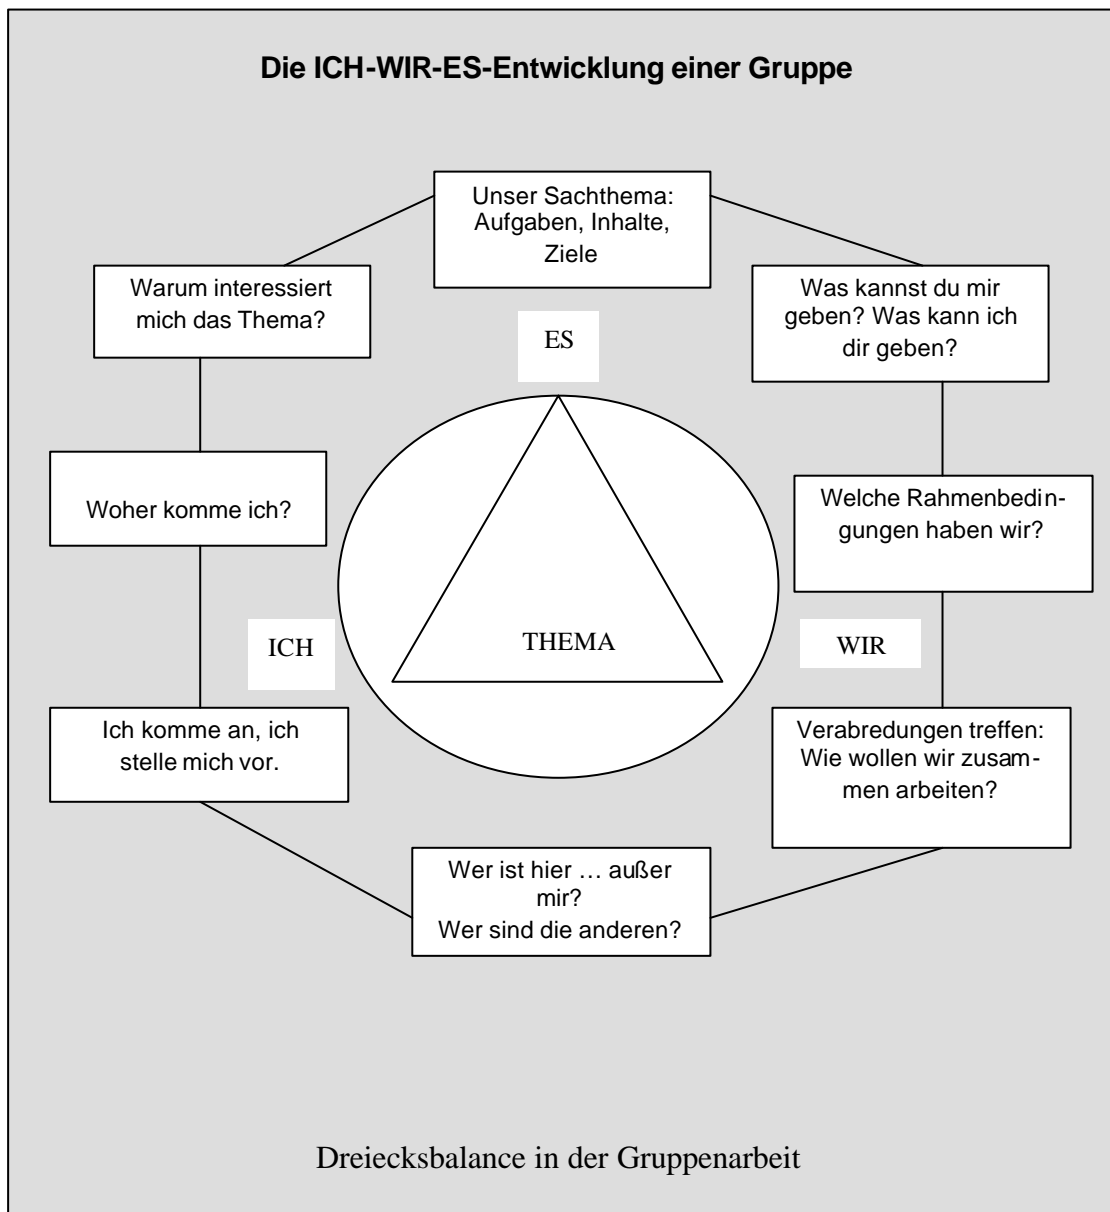 Die ICH-WIR-ES-Entwicklung einer Gruppe
Unser Sachthema:
Aufgaben, Inhalte,
Ziele
Warum interessiert
mich das Thema?
Was kannst du mir
geben? Was kann ich
dir geben?
ES
Woher komme ich?
Welche Rahmenbedin-
gungen haben wir?
ICH
THEMA
WIR
Ich komme an, ich
stelle mich vor.
Verabredungen treffen:
Wie wollen wir zusam-
men arbeiten?
Wer ist hier … außer
mir?
Wer sind die anderen?
Dreiecksbalance in der Gruppenarbeit